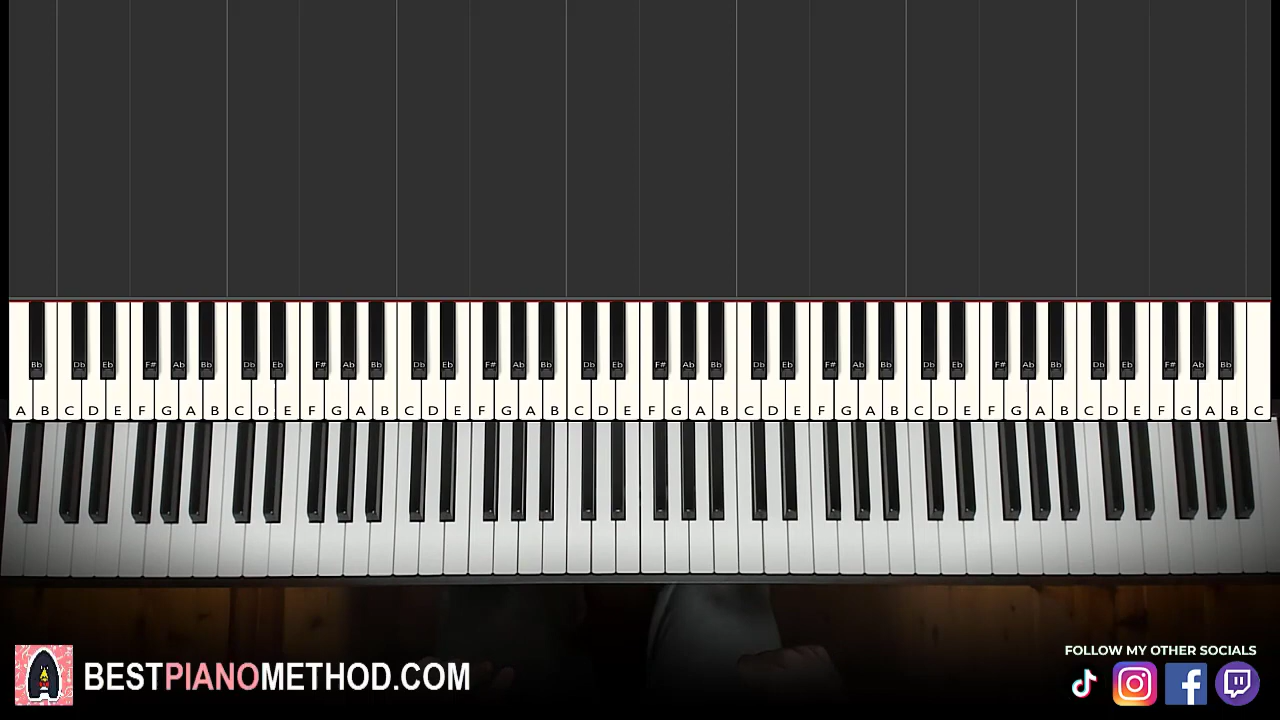 Bb Db Eb F# Ab Bb Db Eb F# Ab Bb Db Eb F# Ab Bb Db Eb F# Ab Bb Db Eb F# Ab Bb Db Eb F# Ab Bb Db Eb F# Ab Bb
A B C D E F G A B C D E F G A B C D E F G A B C D E F G A B C D E F G A B C D E F G A B C D E F G A B C
FOLLOW MY OTHER SOCIALS
BESTPIANOMETHOD.COM